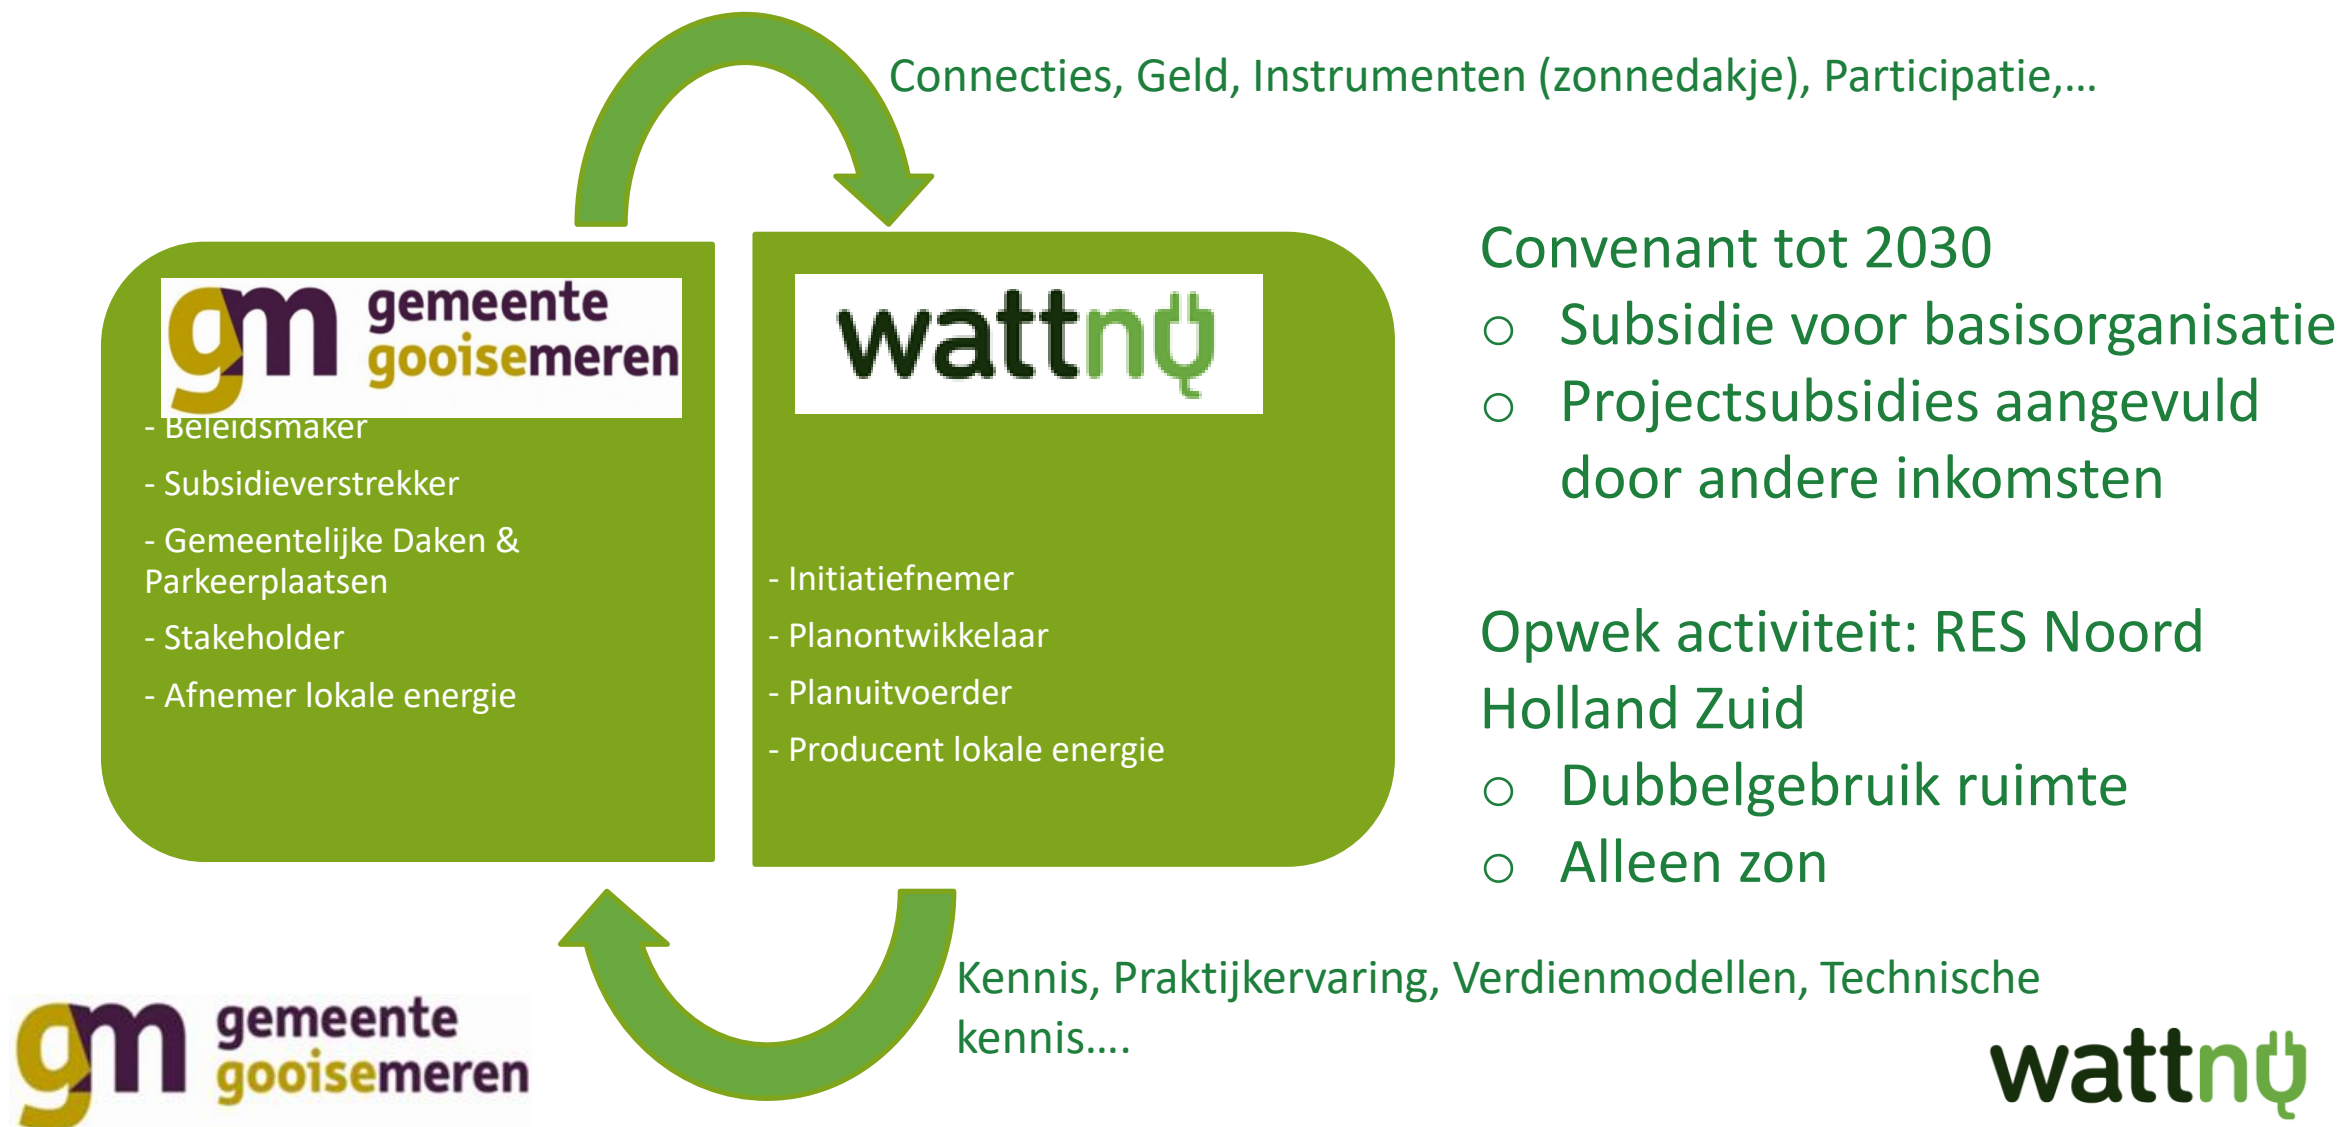 Connecties, Geld, Instrumenten (zonnedakje), Participatie,...
gemeente
gooisemeren
- Beleidsmaker
- Subsidieverstrekker
- Gemeentelijke Daken &
Parkeerplaatsen
- Stakeholder
- Afnemer lokale energie
wattnu
- Initiatiefnemer
- Planontwikkelaar
- Planuitvoerder
- Producent lokale energie
Convenant tot 2030
o Subsidie voor basisorganisatie
o Projectsubsidies aangevuld
door andere inkomsten
Opwek activiteit: RES Noord
Holland Zuid
o Dubbelgebruik ruimte
o Alleen zon
Kennis, Praktijkervaring, Verdienmodellen, Technische
kennis....
gm gemeente
gooisemeren
wattnu